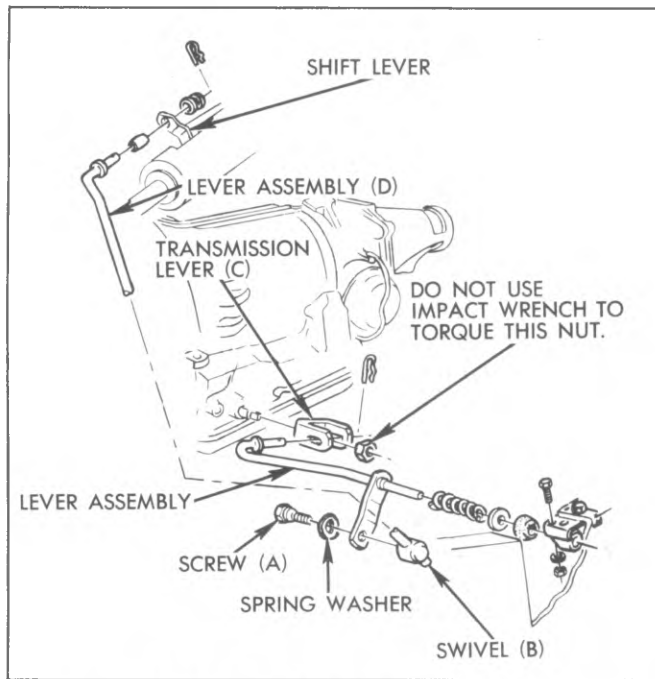 SHIFT LEVER
LEVER ASSEMBLY (D)
TRANSMISSION
LEVER (C)
DO NOT USE
IMPACT WRENCH TO
TORQUE THIS NUT.
LEVER ASSEMBLY
SCREW (A)
SPRING WASHER
SWIVEL (B)